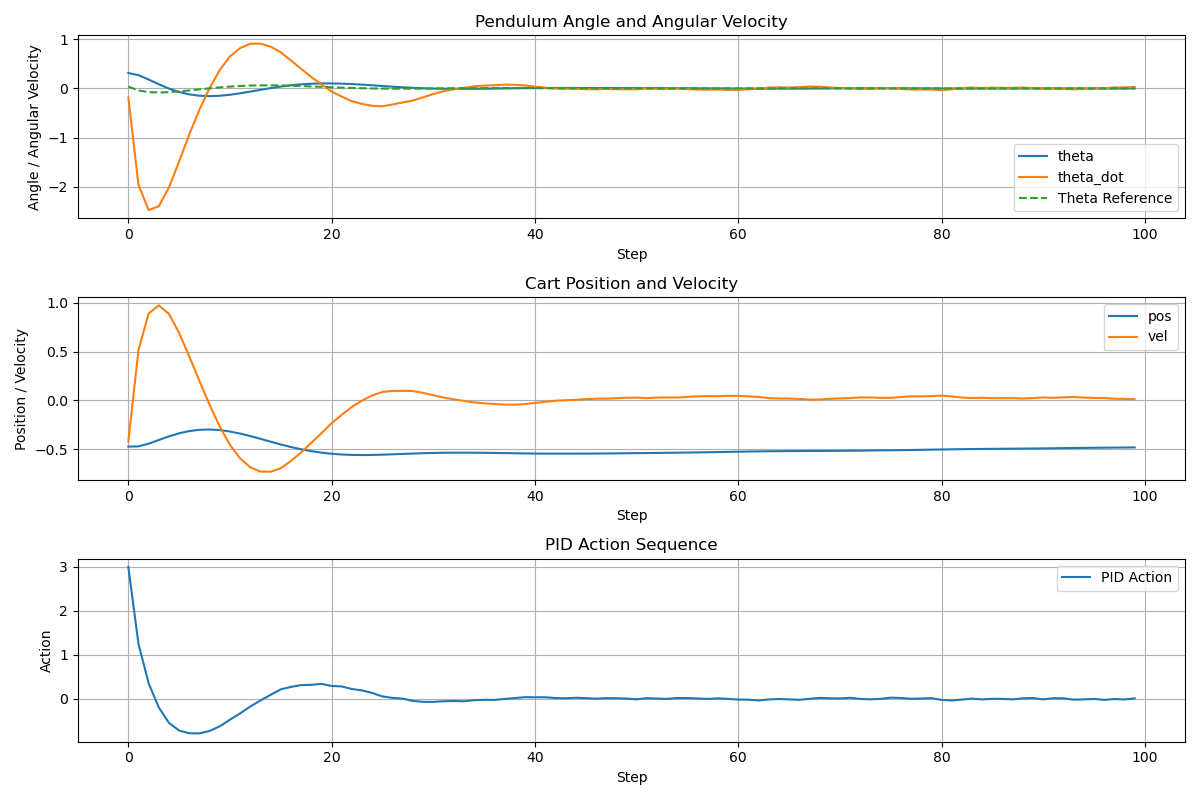 Pendulum Angle and Angular Velocity
Angle / Angular Velocity
1
0
−1
−2
theta
theta_dot
Theta Reference
0 20 40 60 80 100
Step
Cart Position and Velocity
Position / Velocity
1.0
0.5
0.0
−0.5
pos
vel
0 20 40 60 80 100
Step
PID Action Sequence
Action
3
2
1
0
PID Action
0 20 40 60 80 100
Step